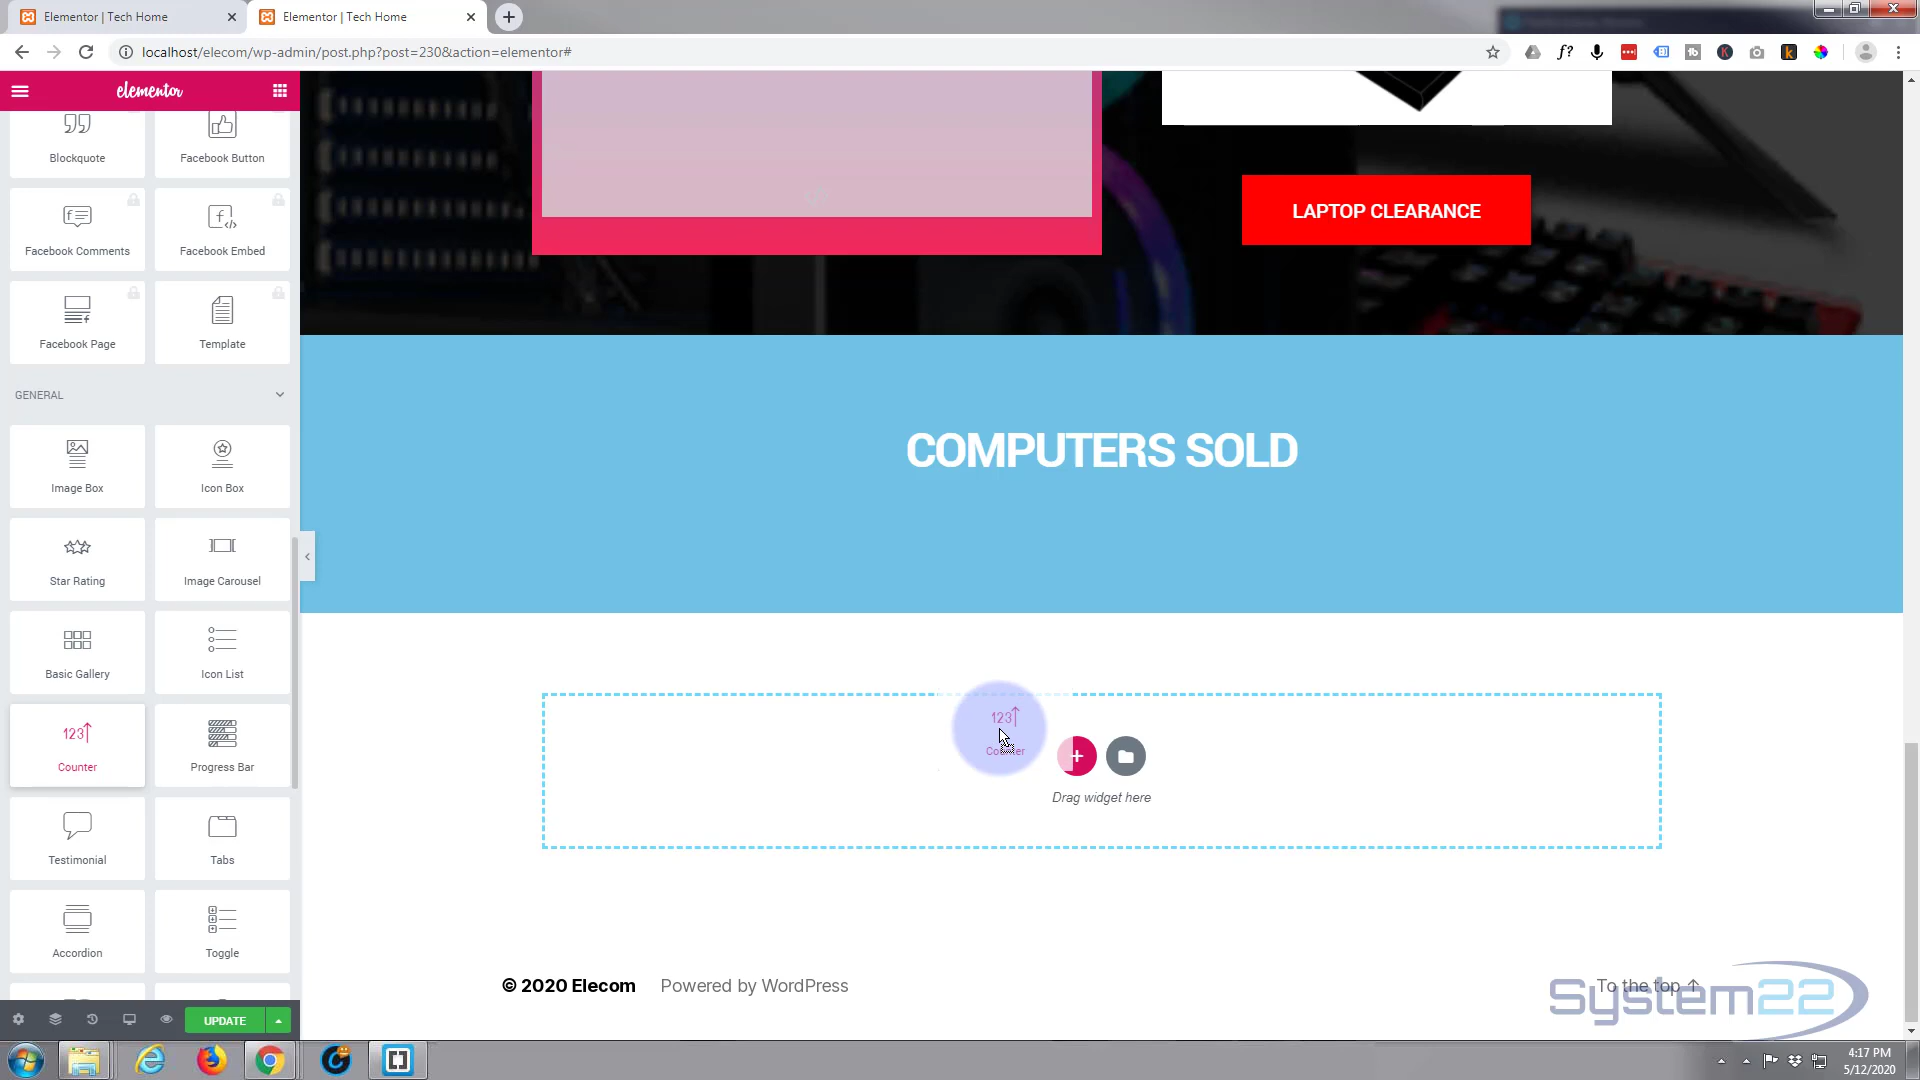 Elementor | Tech Home
Elementor | Tech Home
localhost/elecom/wp-admin/post.php?post=230&action=elementor#
elementor
Blockquote
Facebook Button
Facebook Comments
Facebook Embed
Facebook Page
Template
GENERAL
Image Box
Icon Box
Star Rating
Image Carousel
Basic Gallery
Icon List
123
Counter
Progress Bar
Testimonial
Tabs
Accordion
Toggle
UPDATE
LAPTOP CLEARANCE
COMPUTERS SOLD
123
Counter
Drag widget here
© 2020 Elecom
Powered by WordPress
To the top ↑
System22
4:17 PM
5/12/2020